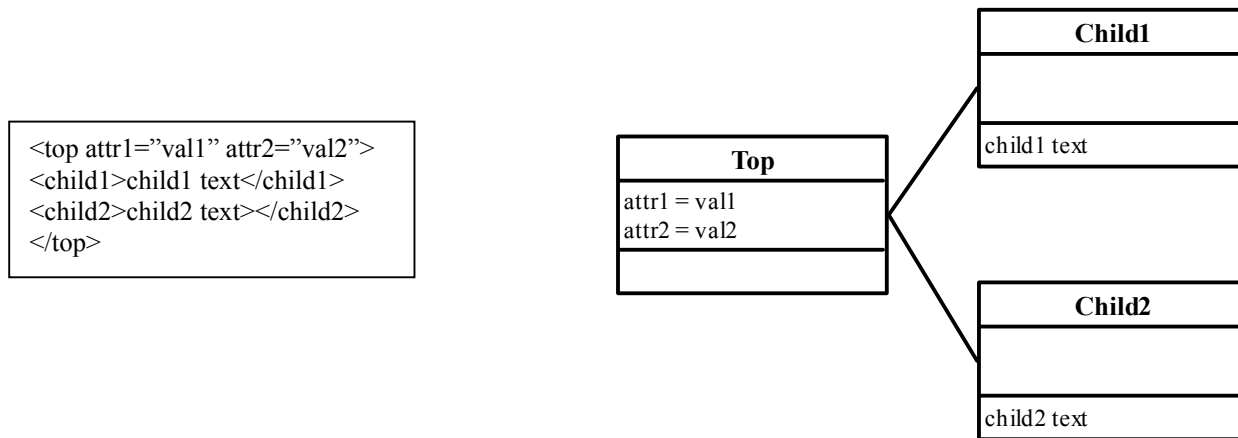 <top attr1=”val1” attr2=”val2”>
<child1>child1 text</child1>
<child2>child2 text></child2>
</top>
Top
attr1 = val1
attr2 = val2
Child1
child1 text
Child2
child2 text